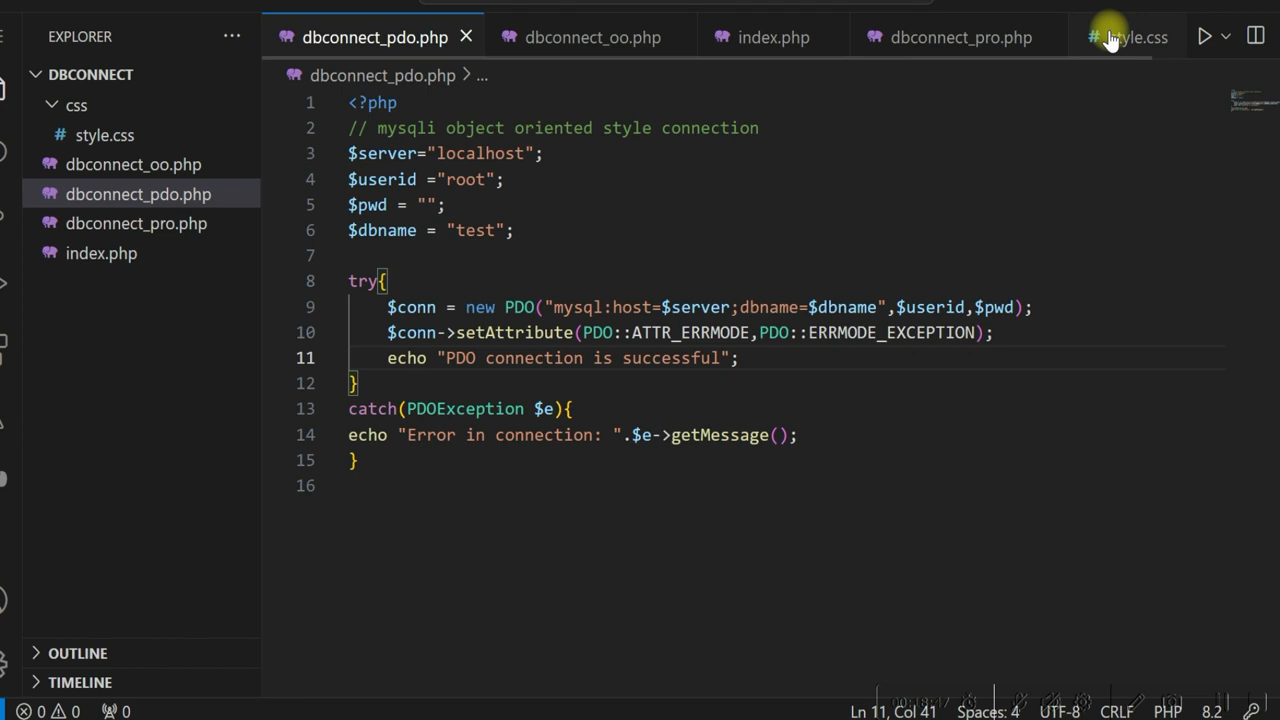 EXPLORER
dbconnect_pdo.php
dbconnect_oo.php
index.php
dbconnect_pro.php
# style.css
DBCONNECT
css
# style.css
dbconnect_oo.php
dbconnect_pdo.php
dbconnect_pro.php
index.php
OUTLINE
TIMELINE
dbconnect_pdo.php > ...
1 <?php
2 // mysqli object oriented style connection
3 $server="localhost";
4 $userid ="root";
5 $pwd = "";
6 $dbname = "test";
7
8 try{
9 $conn = new PDO("mysql:host=$server;dbname=$dbname",$userid,$pwd);
10 $conn->setAttribute(PDO::ATTR_ERRMODE,PDO::ERRMODE_EXCEPTION);
11 echo "PDO connection is successful";
12 }
13 catch(PDOException $e){
14 echo "Error in connection: ".$e->getMessage();
15 }
16
0 0 0
Ln 11, Col 41 Spaces: 4 UTF-8 CRLF PHP 8.2